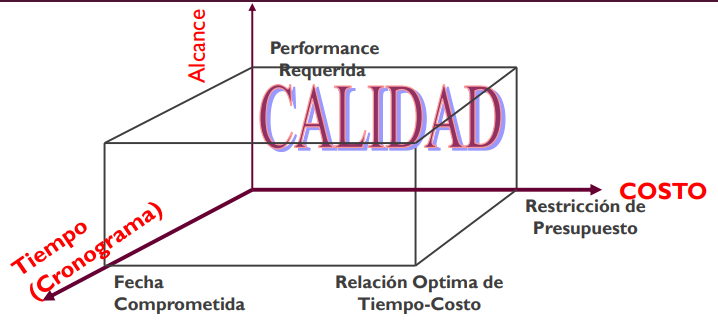 Alcance
Performance
Requerida
CALIDAD
COSTO
Restricción de
Presupuesto
Tiempo
(Cronograma)
Fecha
Comprometida
Relación Optima de
Tiempo-Costo